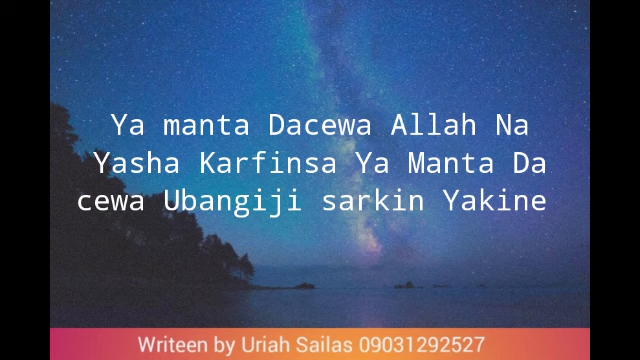 Ya manta Dacewa Allah Na
Yasha Karfinsa Ya Manta Da
cewa Ubangiji sarkin Yakine
Writeen by Uriah Sailas 09031292527